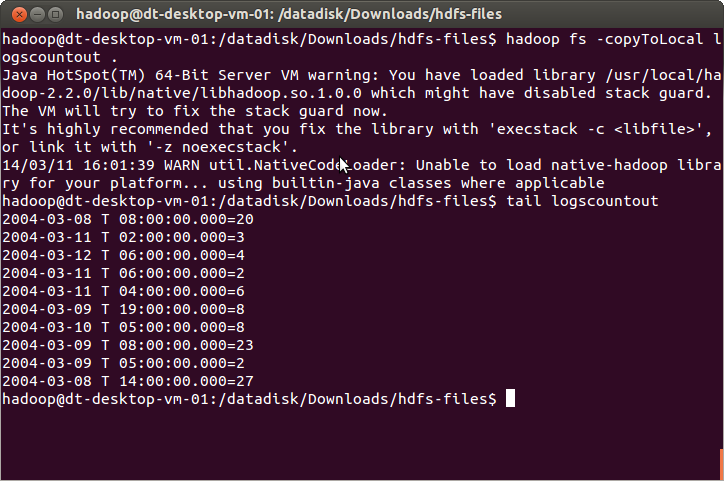 hadoop@dt-desktop-vm-01: /datadisk/Downloads/hdfs-files
hadoop@dt-desktop-vm-01:/datadisk/Downloads/hdfs-files$ hadoop fs -copyToLocal l
ogscountout .
Java HotSpot(TM) 64-Bit Server VM warning: You have loaded library /usr/local/ha
doop-2.2.0/lib/native/libhadoop.so.1.0.0 which might have disabled stack guard.
The VM will try to fix the stack guard now.
It's highly recommended that you fix the library with 'execstack -c <libfile>',
or link it with '-z noexecstack'.
14/03/11 16:01:39 WARN util.NativeCodeLoader: Unable to load native-hadoop libra
ry for your platform... using builtin-java classes where applicable
hadoop@dt-desktop-vm-01:/datadisk/Downloads/hdfs-files$ tail logscountout
2004-03-08 T 08:00:00.000=20
2004-03-11 T 02:00:00.000=3
2004-03-12 T 06:00:00.000=4
2004-03-11 T 06:00:00.000=2
2004-03-11 T 04:00:00.000=6
2004-03-09 T 19:00:00.000=8
2004-03-10 T 05:00:00.000=8
2004-03-09 T 08:00:00.000=23
2004-03-09 T 05:00:00.000=2
2004-03-08 T 14:00:00.000=27
hadoop@dt-desktop-vm-01:/datadisk/Downloads/hdfs-files$